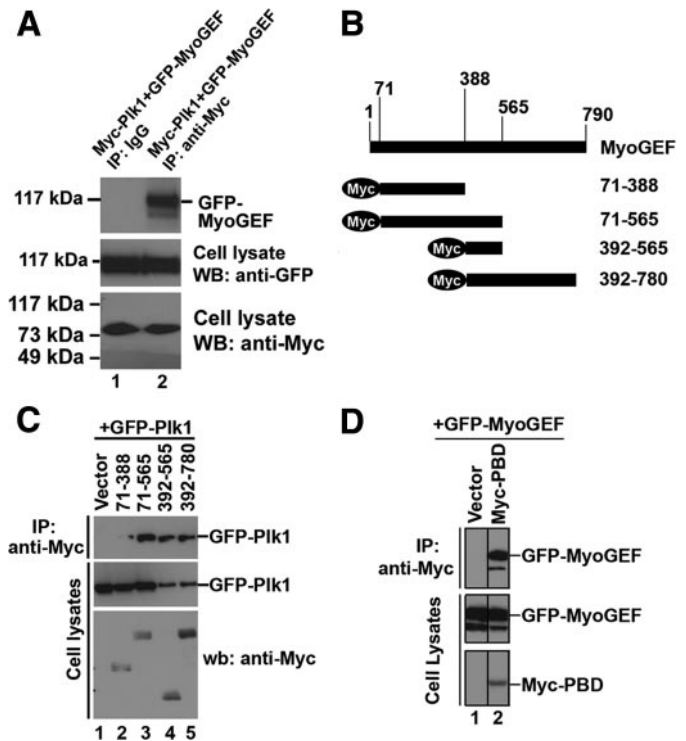 A
Myc-Plk1+GFP-MyoGEF
IP: IgG
Myc-Plk1+GFP-MyoGEF
IP: anti-Myc
117 kDa
GFP-
MyoGEF
117 kDa
Cell lysate
WB: anti-GFP
117 kDa
73 kDa
49 kDa
Cell lysate
WB: anti-Myc
1 2
B
1 71 388 565 790
MyoGEF
Myc 71-388
Myc 71-565
Myc 392-565
Myc 392-780
C
+GFP-Plk1
Vector 71-388 71-565 392-565 392-780
IP:
anti-Myc
GFP-Plk1
Cell lysates
GFP-Plk1
wb: anti-Myc
1 2 3 4 5
D
+GFP-MyoGEF
Vector Myc-PBD
IP:
anti-Myc
GFP-MyoGEF
Cell Lysates
GFP-MyoGEF
Myc-PBD
1 2